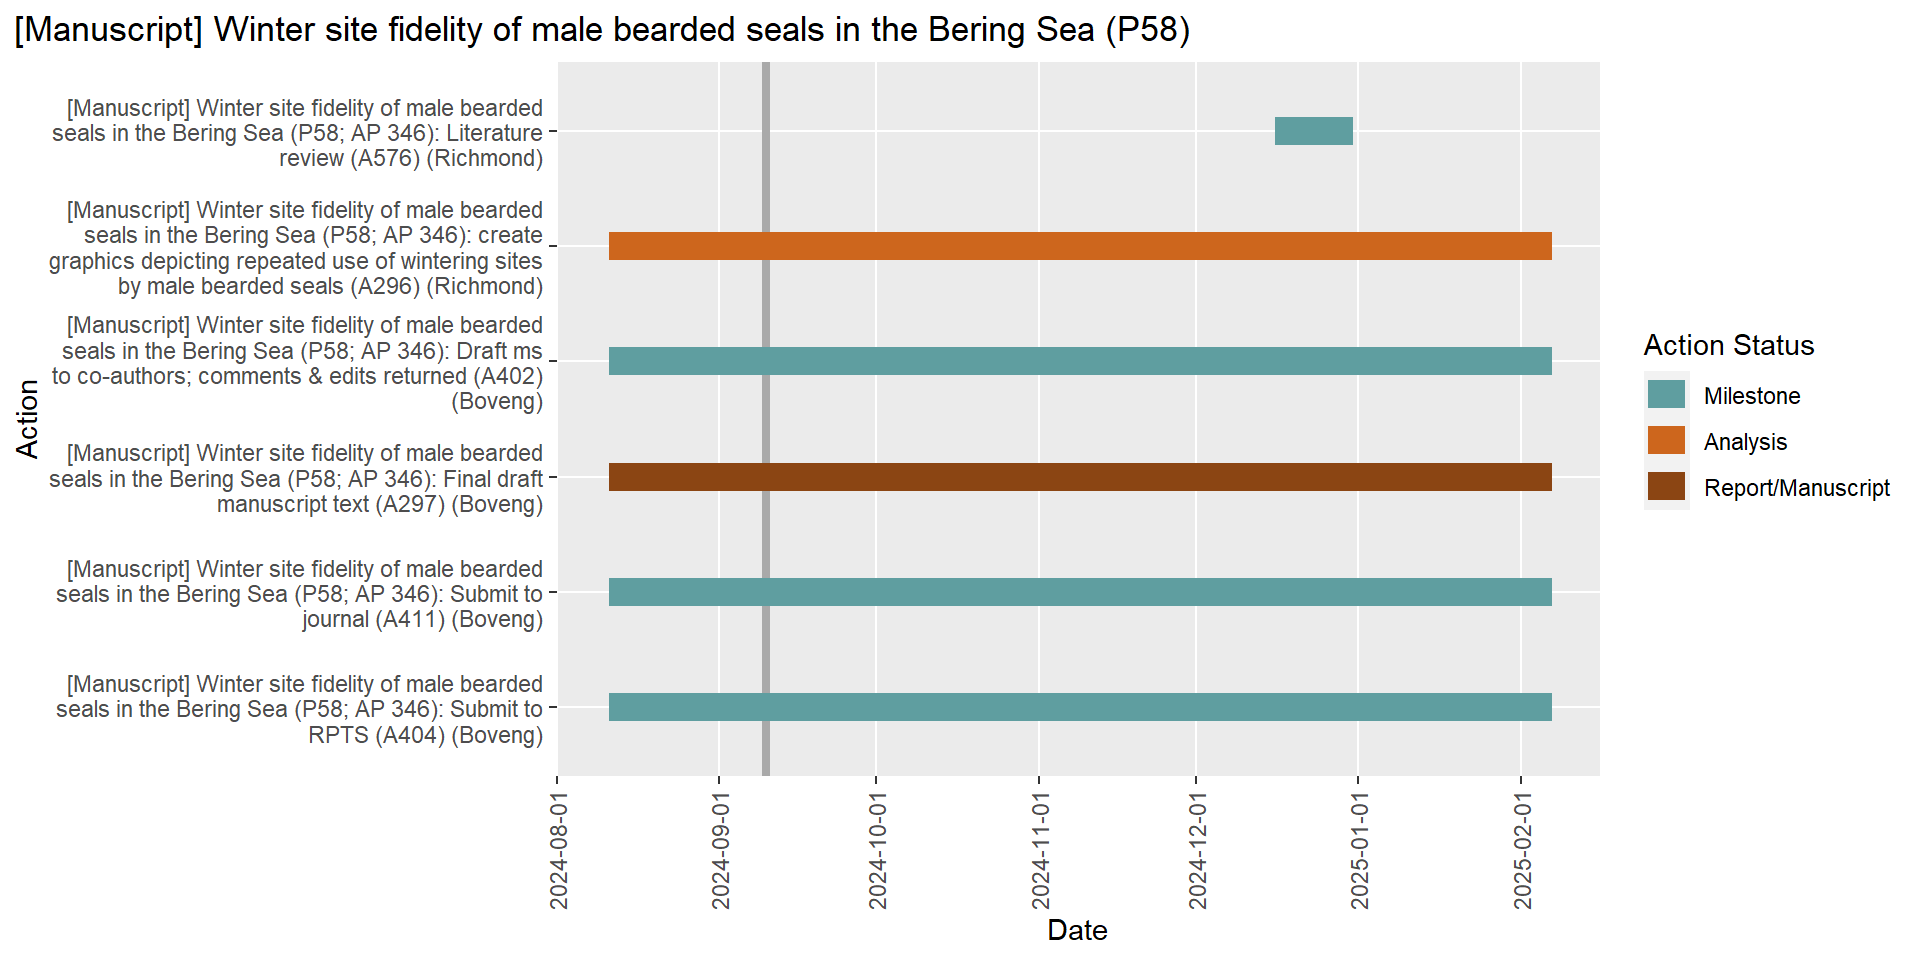 [Manuscript] Winter site fidelity of male bearded seals in the Bering Sea (P58)
[Manuscript] Winter site fidelity of male bearded
seals in the Bering Sea (P58; AP 346): Literature
review (A576) (Richmond)
[Manuscript] Winter site fidelity of male bearded
seals in the Bering Sea (P58; AP 346): create
graphics depicting repeated use of wintering sites
by male bearded seals (A296) (Richmond)
[Manuscript] Winter site fidelity of male bearded
seals in the Bering Sea (P58; AP 346): Draft ms
to co-authors; comments & edits returned (A402)
(Boveng)
[Manuscript] Winter site fidelity of male bearded
seals in the Bering Sea (P58; AP 346): Final draft
manuscript text (A297) (Boveng)
[Manuscript] Winter site fidelity of male bearded
seals in the Bering Sea (P58; AP 346): Submit to
journal (A411) (Boveng)
[Manuscript] Winter site fidelity of male bearded
seals in the Bering Sea (P58; AP 346): Submit to
RPTS (A404) (Boveng)
Action
2024-08-01
2024-09-01
2024-10-01
2024-11-01
2024-12-01
2025-01-01
2025-02-01
Date
Action Status
Milestone
Analysis
Report/Manuscript